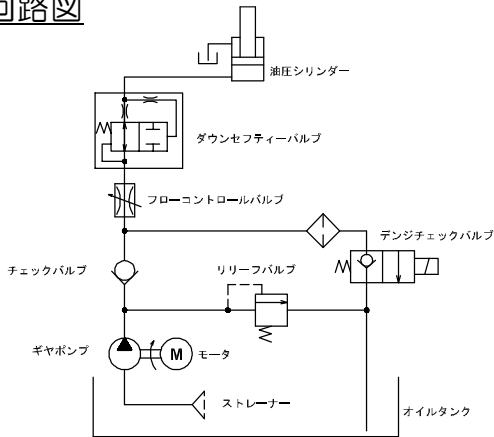 回路図
油圧シリンダー
ダウンセフティーバルブ
フローコントロールバルブ
デンジチェックバルブ
チェックバルブ
リリーフバルブ
ギヤポンプ
M
モータ
ストレーナー
オイルタンク